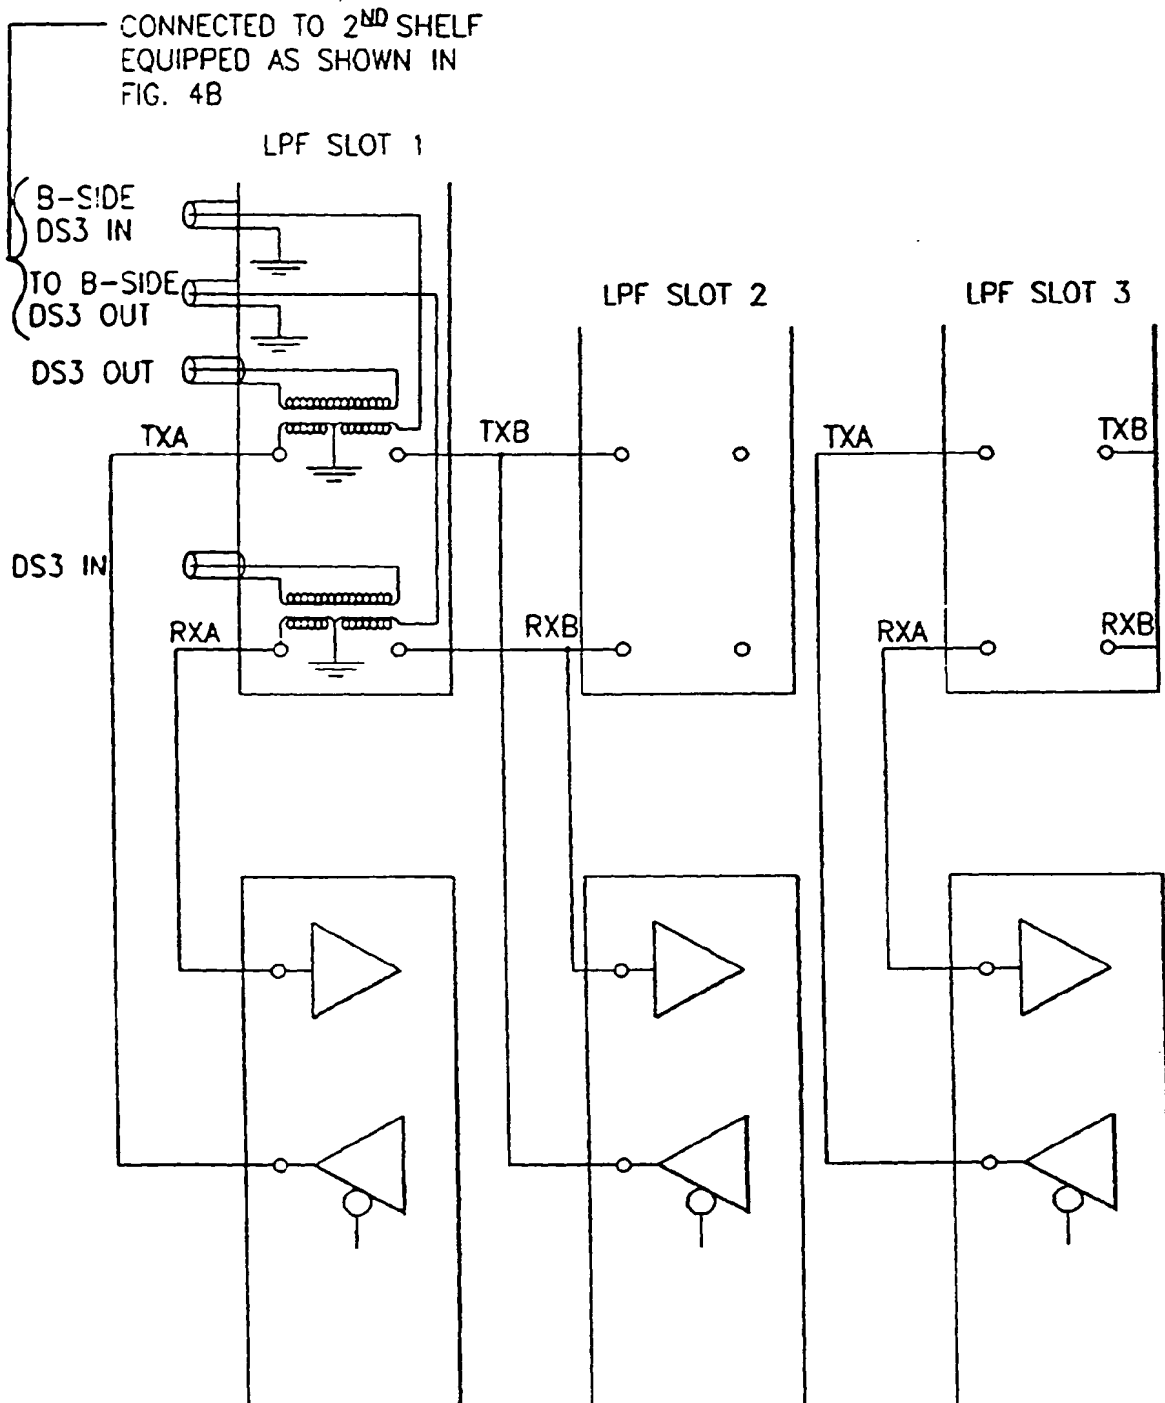 CONNECTED TO 2ND SHELF
EQUIPPED AS SHOWN IN
FIG. 4B
LPF SLOT 1
B-SIDE
DS3 IN
TO B-SIDE
DS3 OUT
LPF SLOT 2
LPF SLOT 3
DS3 OUT
TXA
TXB
TXA
TXB
DS3 IN
RXA
RXB
RXA
RXB